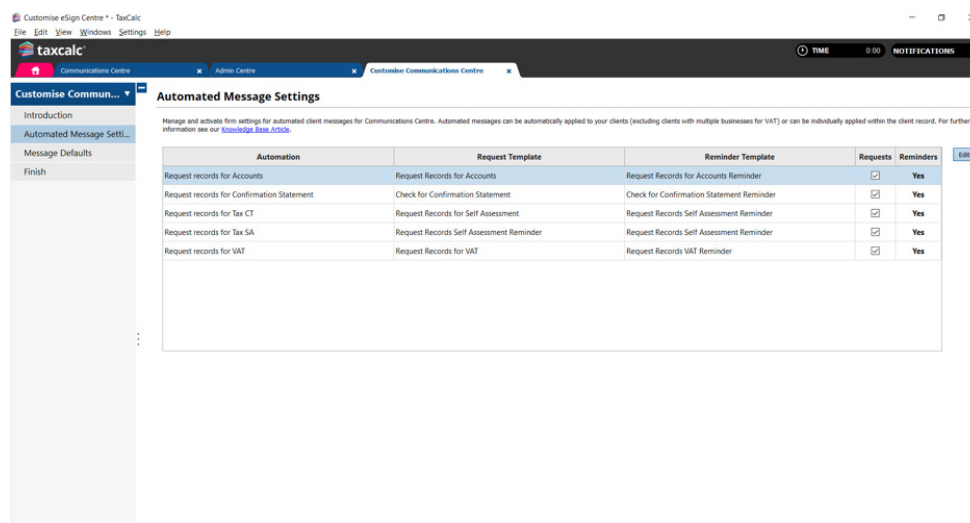 Customise eSign Centre * - TaxCalc
File Edit View Windows Settings Help
taxcalc
TIME 0:00 NOTIFICATIONS
Communications Centre Admin Centre Customise Communications Centre
Customise Commun...
Introduction
Automated Message Setti...
Message Defaults
Finish
Automated Message Settings
Manage and activate firm settings for automated client messages for Communications Centre. Automated messages can be automatically applied to your clients (excluding clients with multiple businesses for VAT) or can be individually applied within the client record. For further
information see our Knowledge Base Article.
Automation Request Template Reminder Template Requests Reminders Edit
Request records for Accounts Request Records for Accounts Request Records for Accounts Reminder Yes
Request records for Confirmation Statement Check for Confirmation Statement Check for Confirmation Statement Reminder Yes
Request records for Tax CT Request Records for Self Assessment Request Records Self Assessment Reminder Yes
Request records for Tax SA Request Records Self Assessment Reminder Request Records Self Assessment Reminder Yes
Request records for VAT Request Records for VAT Request Records VAT Reminder Yes